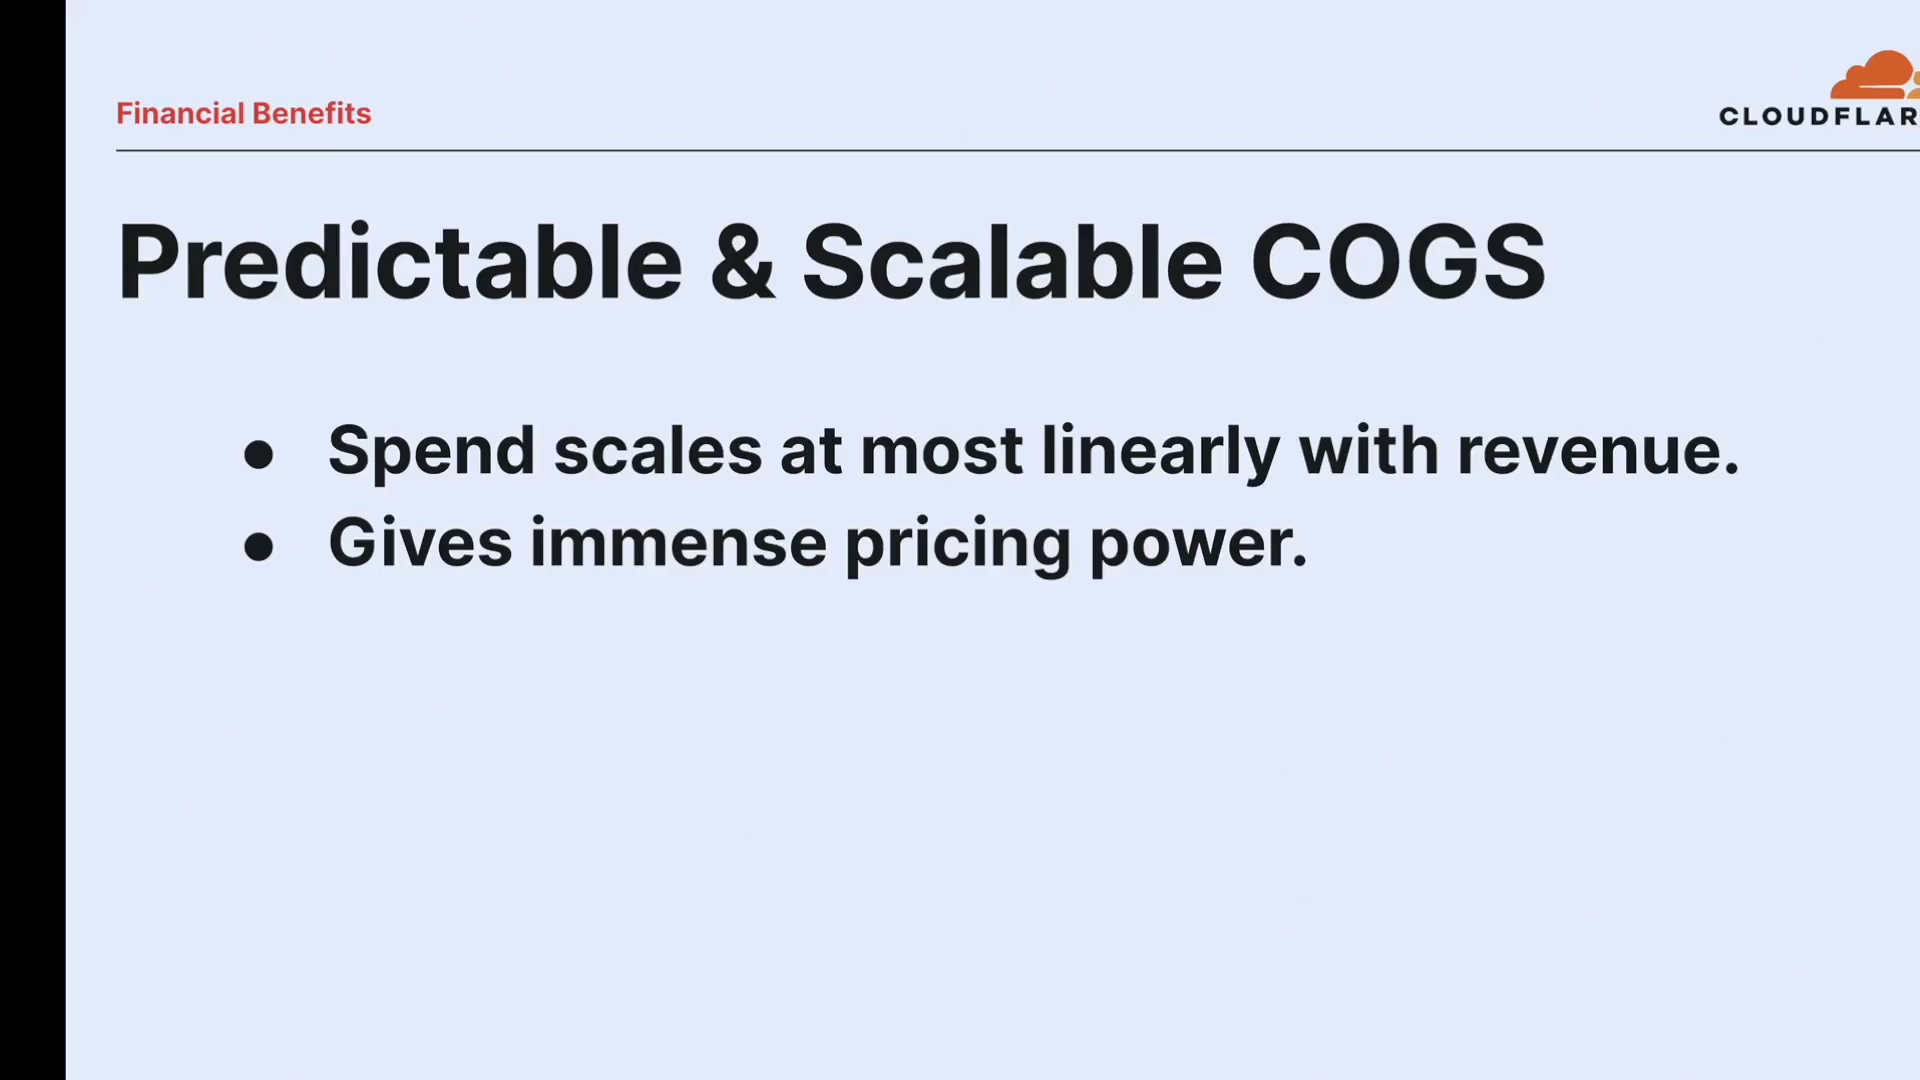 Financial Benefits
CLOUDFLAR
Predictable & Scalable COGS
● Spend scales at most linearly with revenue.
● Gives immense pricing power.